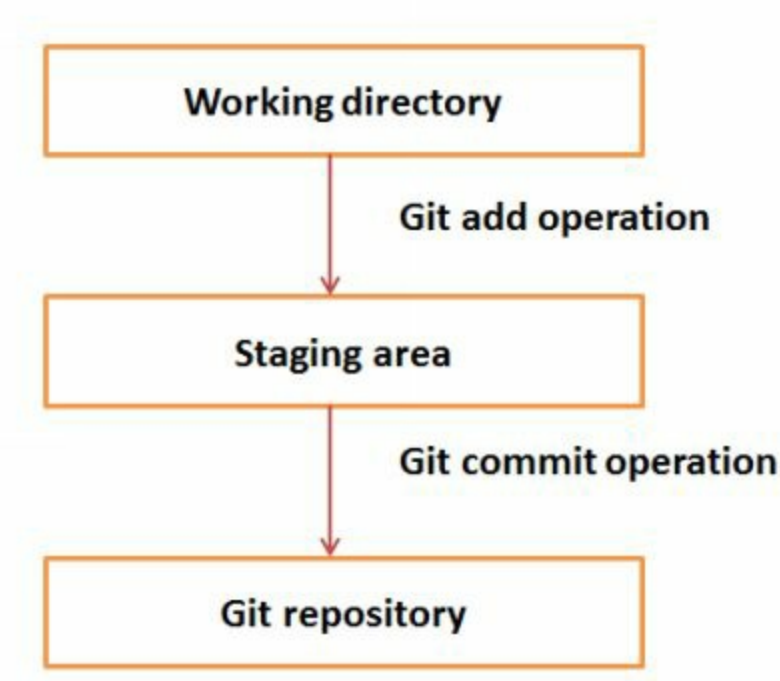 Working directory
Git add operation
Staging area
Git commit operation
Git repository